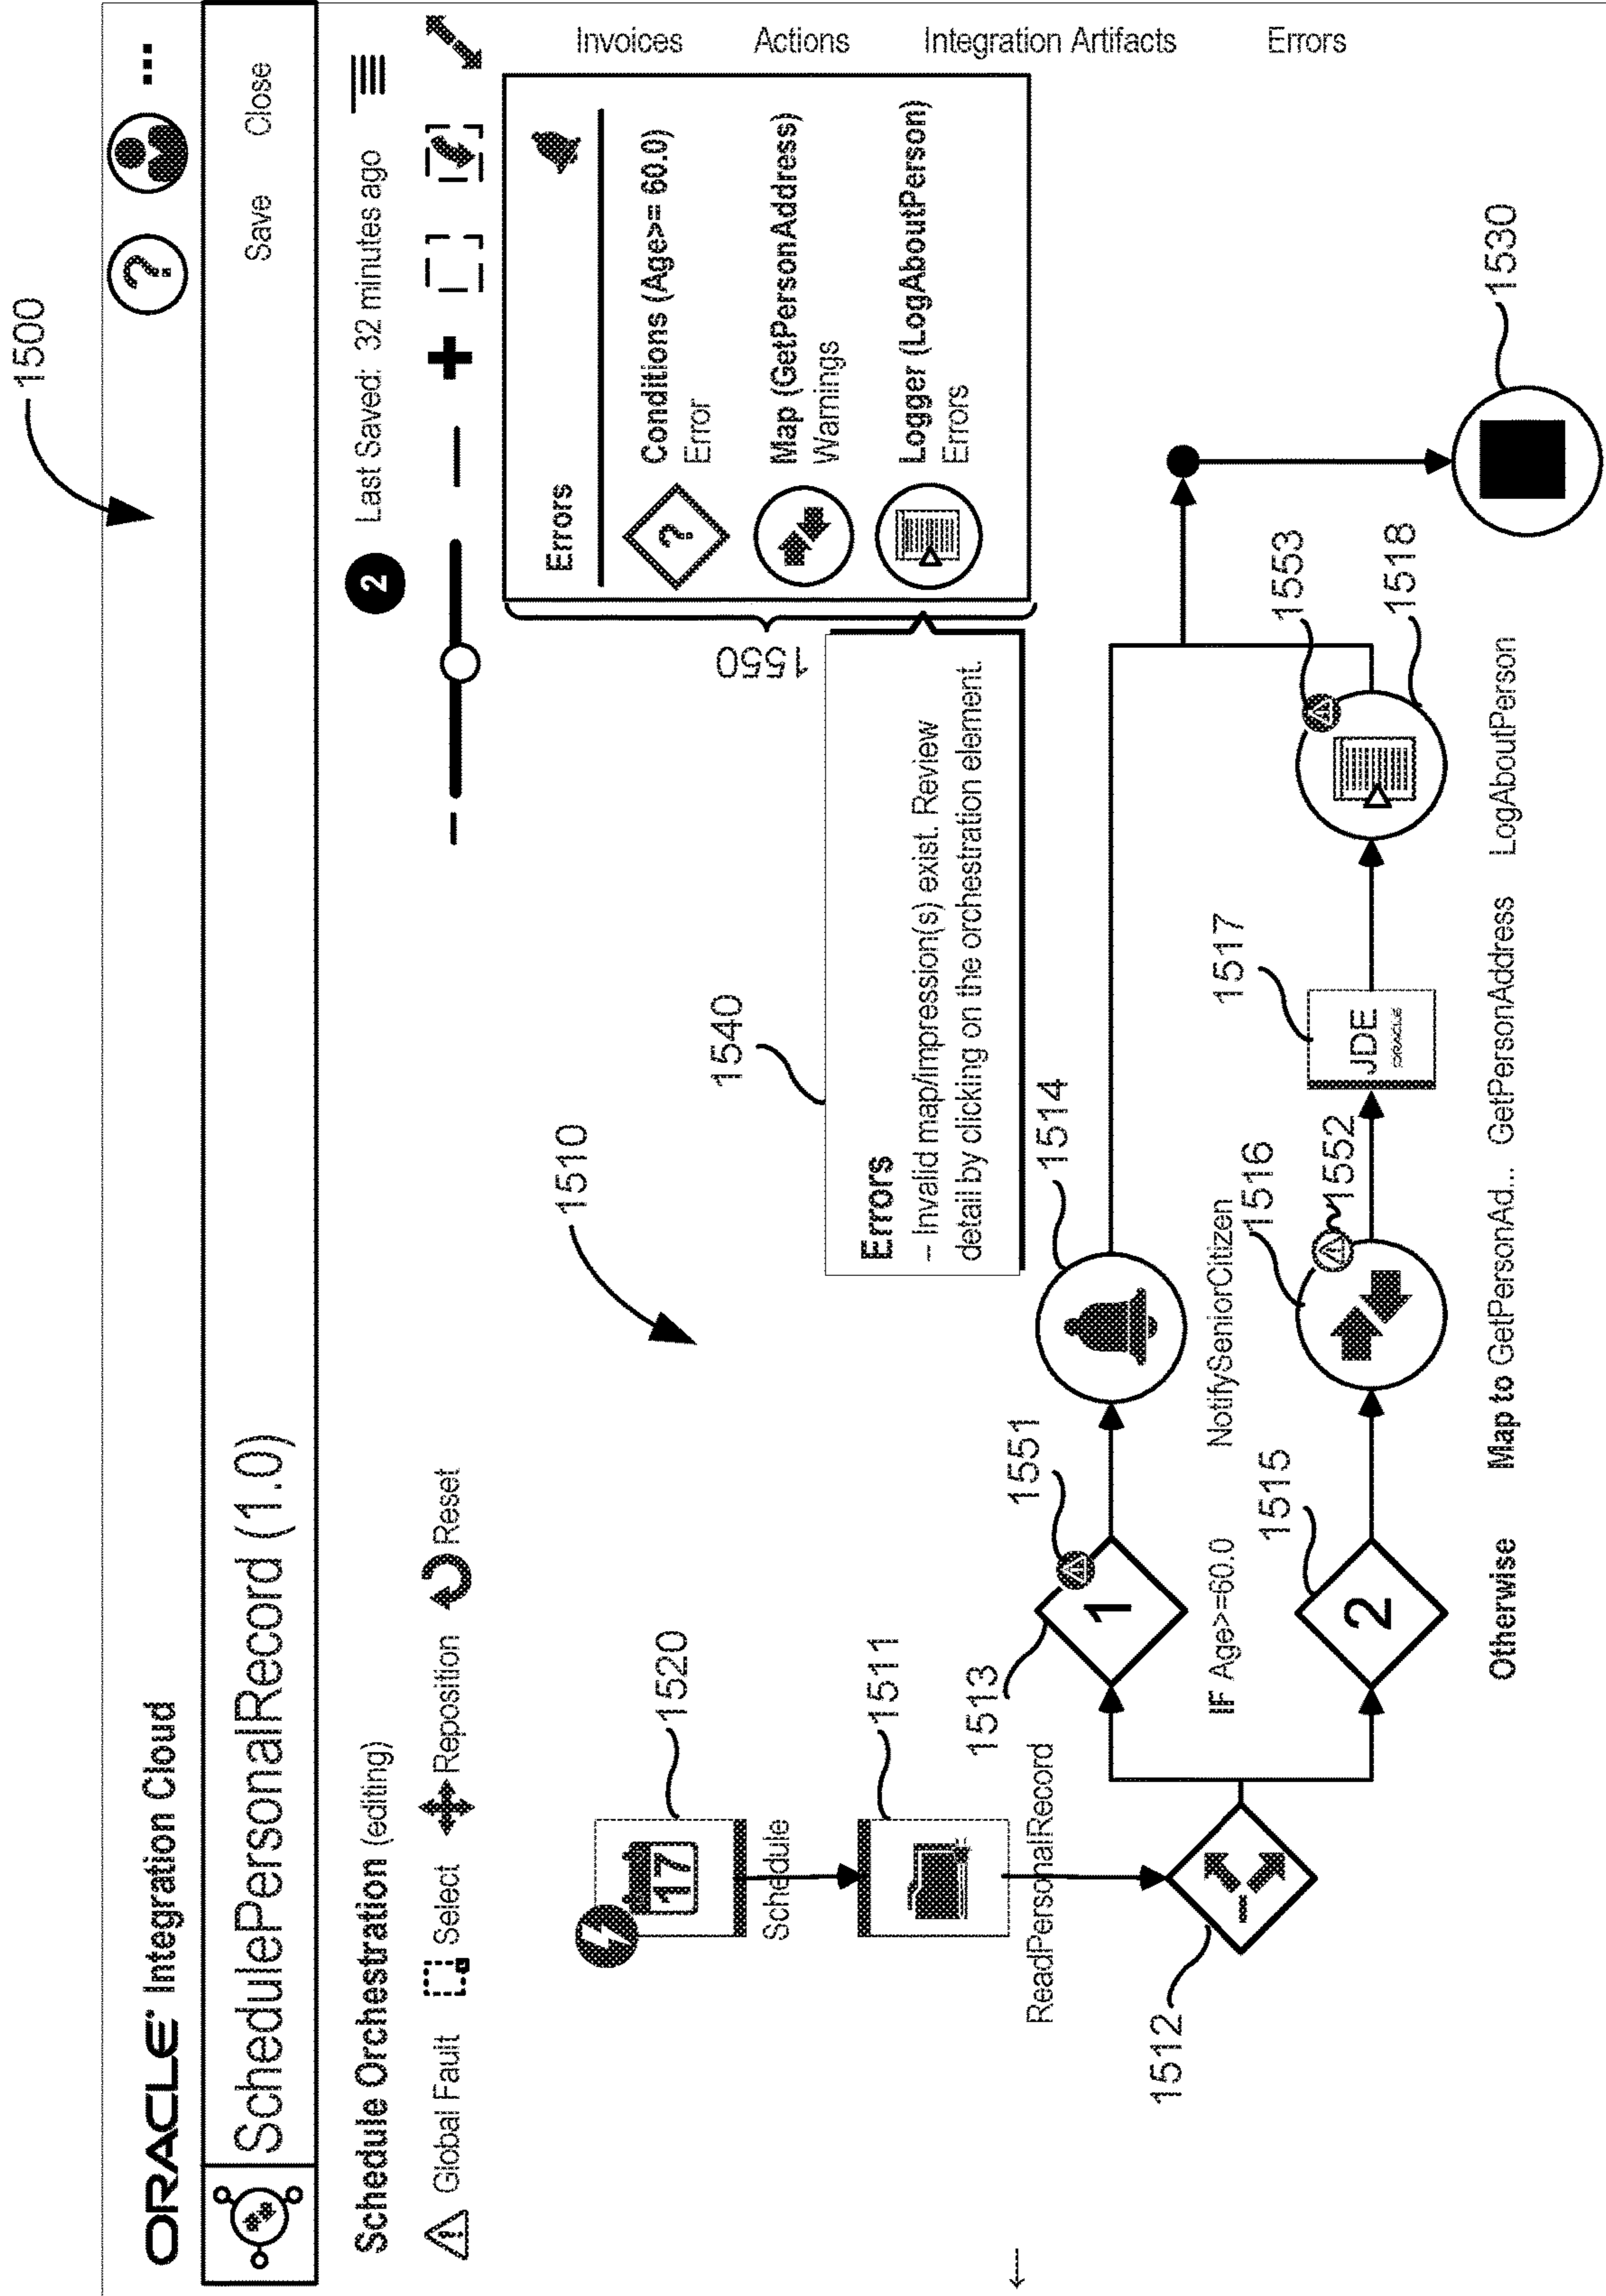 1500
ORACLE® Integration Cloud
?
...
SchedulePersonalRecord (1.0)
Save Close
Schedule Orchestration (editing)
2 Last Saved: 32 minutes ago
Global Fault Select Reposition Reset
Invoices
Actions
Integration Artifacts
Errors
Errors
?
Conditions (Age>= 60.0)
Error
Map (GetPersonAddress)
Warnings
Logger (LogAboutPerson)
Errors
1550
1540
Errors
– Invalid map/impression(s) exist. Review
detail by clicking on the orchestration element.
1510
1520
17
Schedule
1511
ReadPersonalRecord
1512
1513
1551
1
IF Age>=60.0
1514
NotifySeniorCitizen
1515
2
Otherwise
1516
1552
Map to GetPersonAd...
1517
JDE
ORACLE
GetPersonAddress
1553
1518
LogAboutPerson
1530